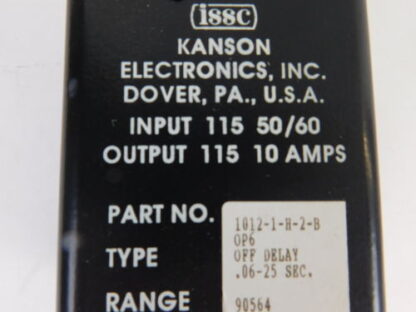 issc
KANSON
ELECTRONICS, INC.
DOVER, PA., U.S.A.
INPUT 115 50/60
OUTPUT 115 10 AMPS
PART NO. 1012-1-H-2-B
OP6
TYPE OFF DELAY
.06-25 SEC.
RANGE 90564